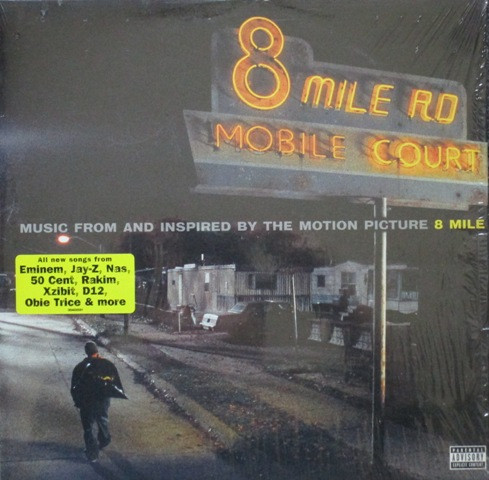 8 MILE RD
MOBILE COURT
MUSIC FROM AND INSPIRED BY THE MOTION PICTURE 8 MILE
All new songs from
Eminem, Jay-Z, Nas,
50 Cent, Rakim,
Xzibit, D12,
Obie Trice & more
PARENTAL
ADVISORY
EXPLICIT CONTENT